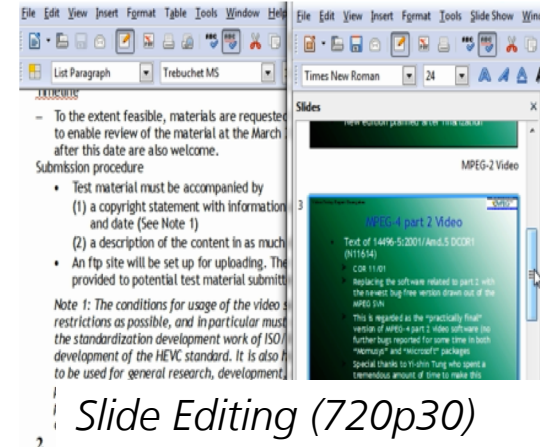 File Edit View Insert Format Table Tools Window Help
List Paragraph
Trebuchet MS
Timeline
– To the extent feasible, materials are requested
to enable review of the material at the March
after this date are also welcome.
Submission procedure
• Test material must be accompanied by
(1) a copyright statement with information
and date (See Note 1)
(2) a description of the content in as much
• An ftp site will be set up for uploading. The
provided to potential test material submitt
Note 1: The conditions for usage of the video s
restrictions as possible, and in particular must
the standardization development work of ISO/
development of the HEVC standard. It is also h
to be used for general research, development,
2
File Edit View Insert Format Tools Slide Show Wind
Times New Roman
24
Slides
X
New edition planned after finalization
MPEG-2 Video
3
MPEG-4 part 2 Video
• Text of 14496-5:2001/Amd.5 DCOR1
(N11614)
COR 11/01
Replacing the software related to part 2 with
the newest bug free version drawn out of the
MPEG SVN
This is regarded as the "practically final"
version of MPEG-4 part 2 video software (no
further bugs reported for some time in both
"Momusys" and "Microsoft" packages
Special thanks to Yi-shin Tung who spent a
tremendous amount of time to make this
Slide Editing (720p30)